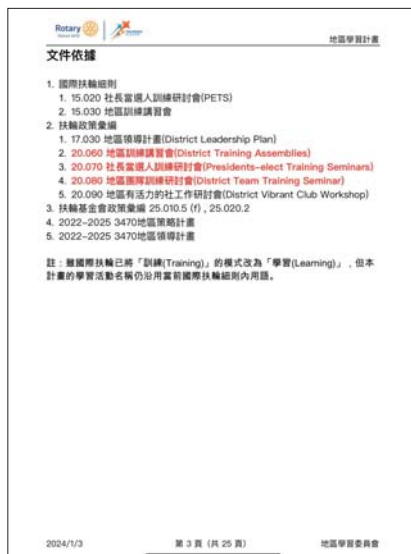 Rotary
地區學習計畫
文件依據
1. 國際扶輪細則
1. 15.020 社長當選人訓練研討會(PETS)
2. 15.030 地區訓練講習會
2. 扶輪政策彙編
1. 17.030 地區領導計畫(District Leadership Plan)
2. 20.060 地區訓練講習會(District Training Assemblies)
3. 20.070 社長當選人訓練研討會(Presidents-elect Training Seminars)
4. 20.080 地區團隊訓練研討會(District Team Training Seminar)
5. 20.090 地區有活力的社工作研討會(District Vibrant Club Workshop)
3. 扶輪基金會政策彙編 25.010.5 (f) , 25.020.2
4. 2022-2025 3470地區策略計畫
5. 2022-2025 3470地區領導計畫
註：雖國際扶輪已將「訓練(Training)」的模式改為「學習(Learning)」，但本
計畫的學習活動名稱仍沿用當前國際扶輪細則內用語。
2024/1/3
第 3 頁 (共 25 頁)
地區學習委員會